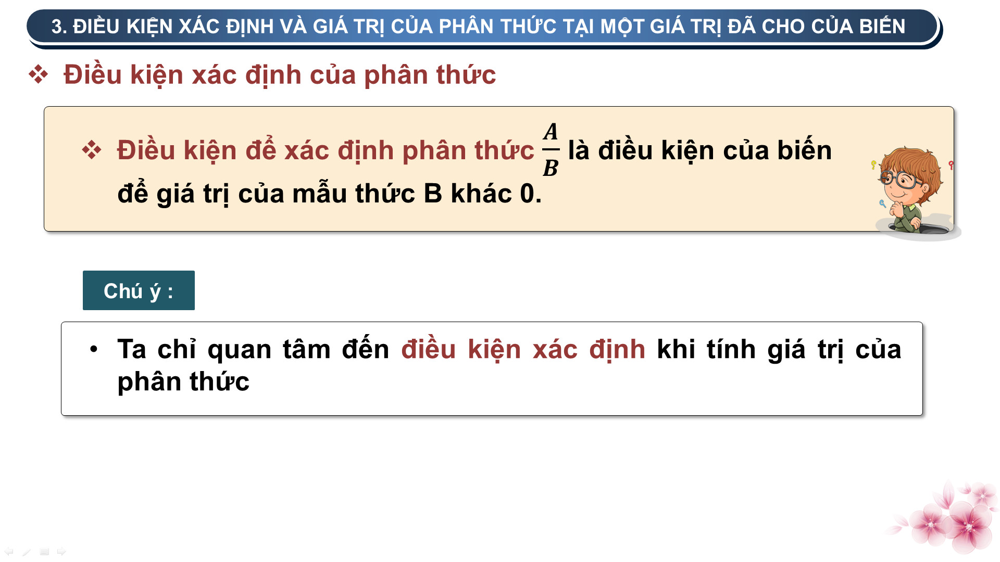 3. ĐIỀU KIỆN XÁC ĐỊNH VÀ GIÁ TRỊ CỦA PHÂN THỨC TẠI MỘT GIÁ TRỊ ĐÃ CHO CỦA BIẾN
❖ Điều kiện xác định của phân thức
❖ Điều kiện để xác định phân thức A/B là điều kiện của biến
để giá trị của mẫu thức B khác 0.
Chú ý :
• Ta chỉ quan tâm đến điều kiện xác định khi tính giá trị của
phân thức